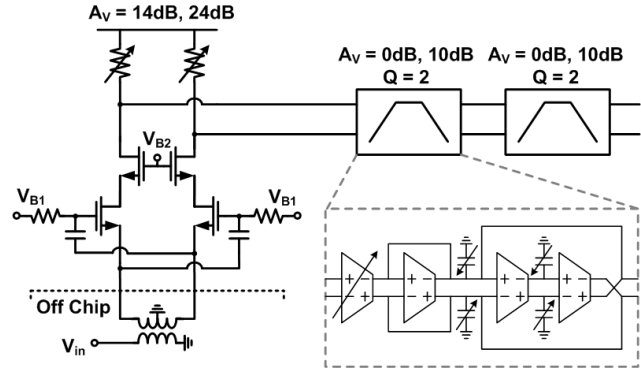 AV = 14dB, 24dB
AV = 0dB, 10dB
Q = 2
AV = 0dB, 10dB
Q = 2
VB2
VB1
VB1
Off Chip
Vin
- + - +
+ - + -
- + - +
+ - + -